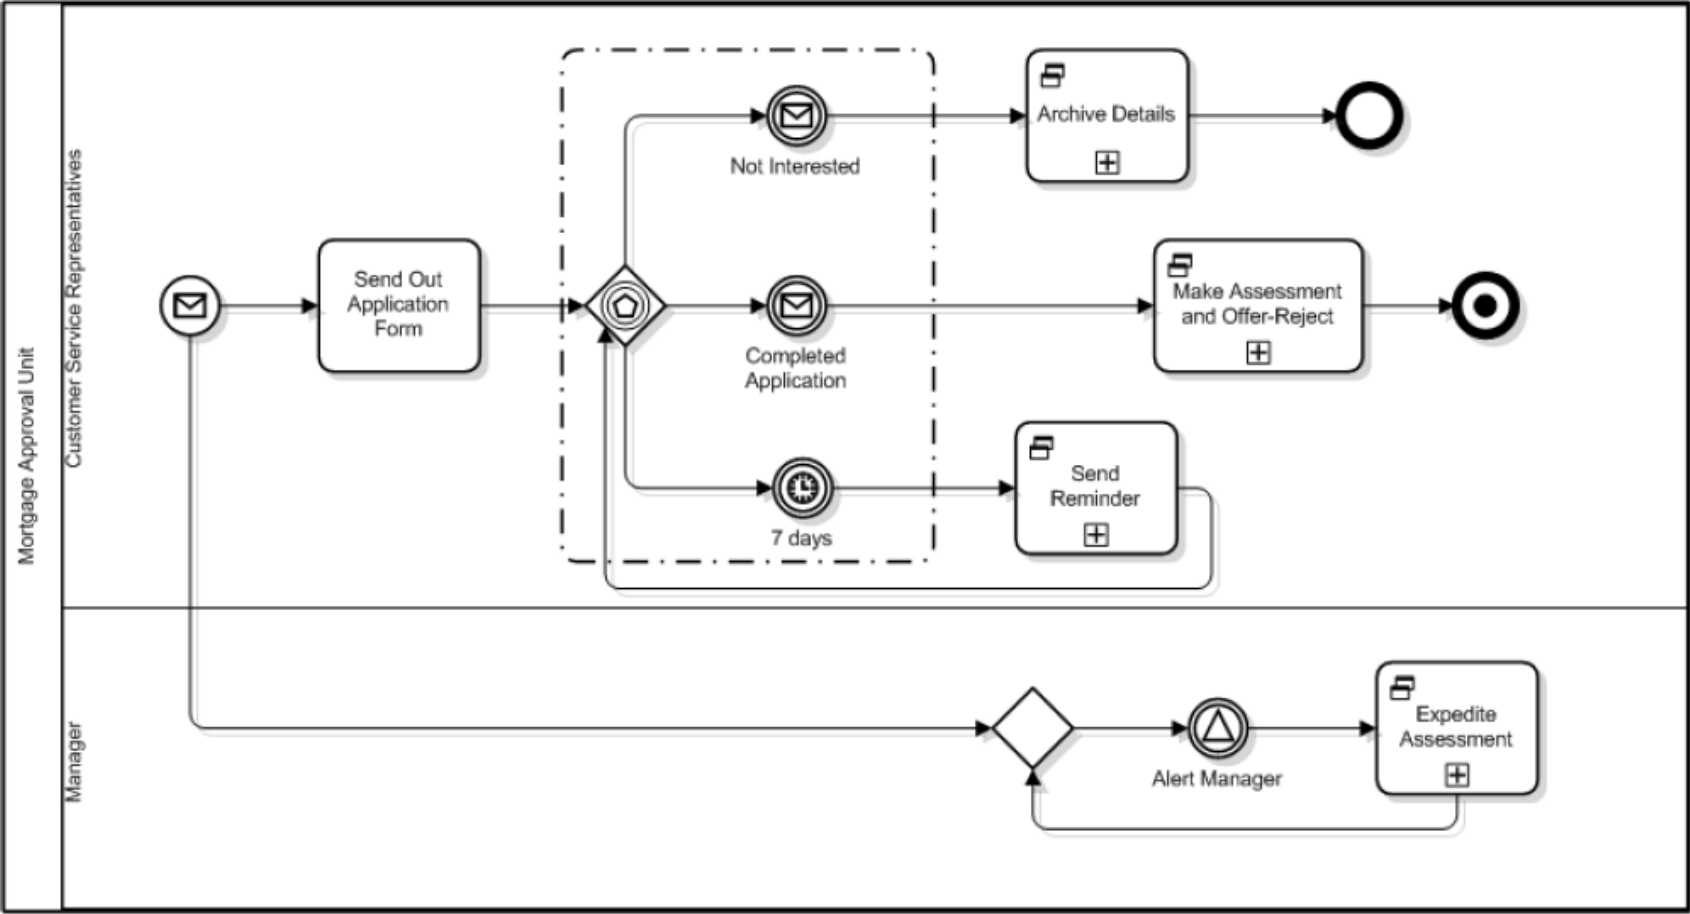 Mortgage Approval Unit
Customer Service Representatives
Not Interested
Archive Details
Send Out
Application
Form
Completed
Application
Make Assessment
and Offer-Reject
7 days
Send
Reminder
Manager
Alert Manager
Expedite
Assessment